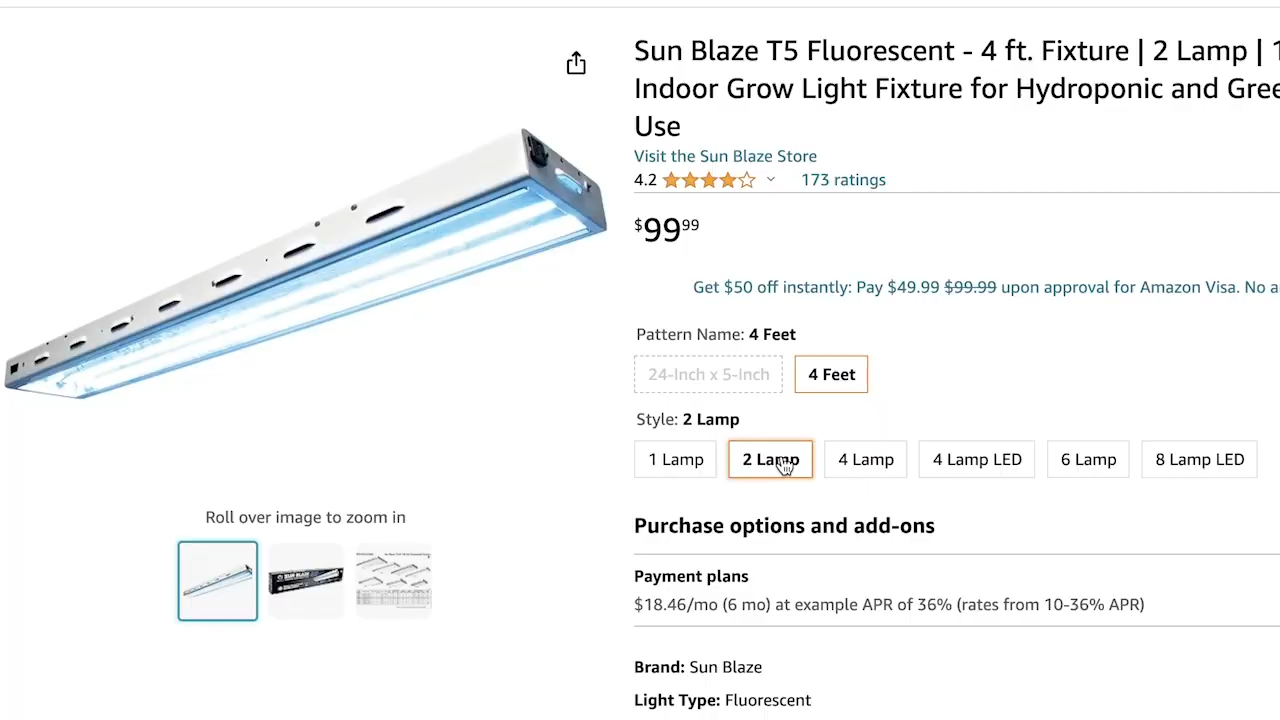 Sun Blaze T5 Fluorescent - 4 ft. Fixture | 2 Lamp |
Indoor Grow Light Fixture for Hydroponic and
Use
Visit the Sun Blaze Store
4.2 173 ratings
$99.99
Get $50 off instantly: Pay $49.99 $99.99 upon approval for Amazon Visa. No
Pattern Name: 4 Feet
24-Inch x 5-Inch 4 Feet
Style: 2 Lamp
1 Lamp 2 Lamp 4 Lamp 4 Lamp LED 6 Lamp 8 Lamp LED
Roll over image to zoom in
SUN BLAZE
Purchase options and add-ons
Payment plans
$18.46/mo (6 mo) at example APR of 36% (rates from 10-36% APR)
Brand: Sun Blaze
Light Type: Fluorescent